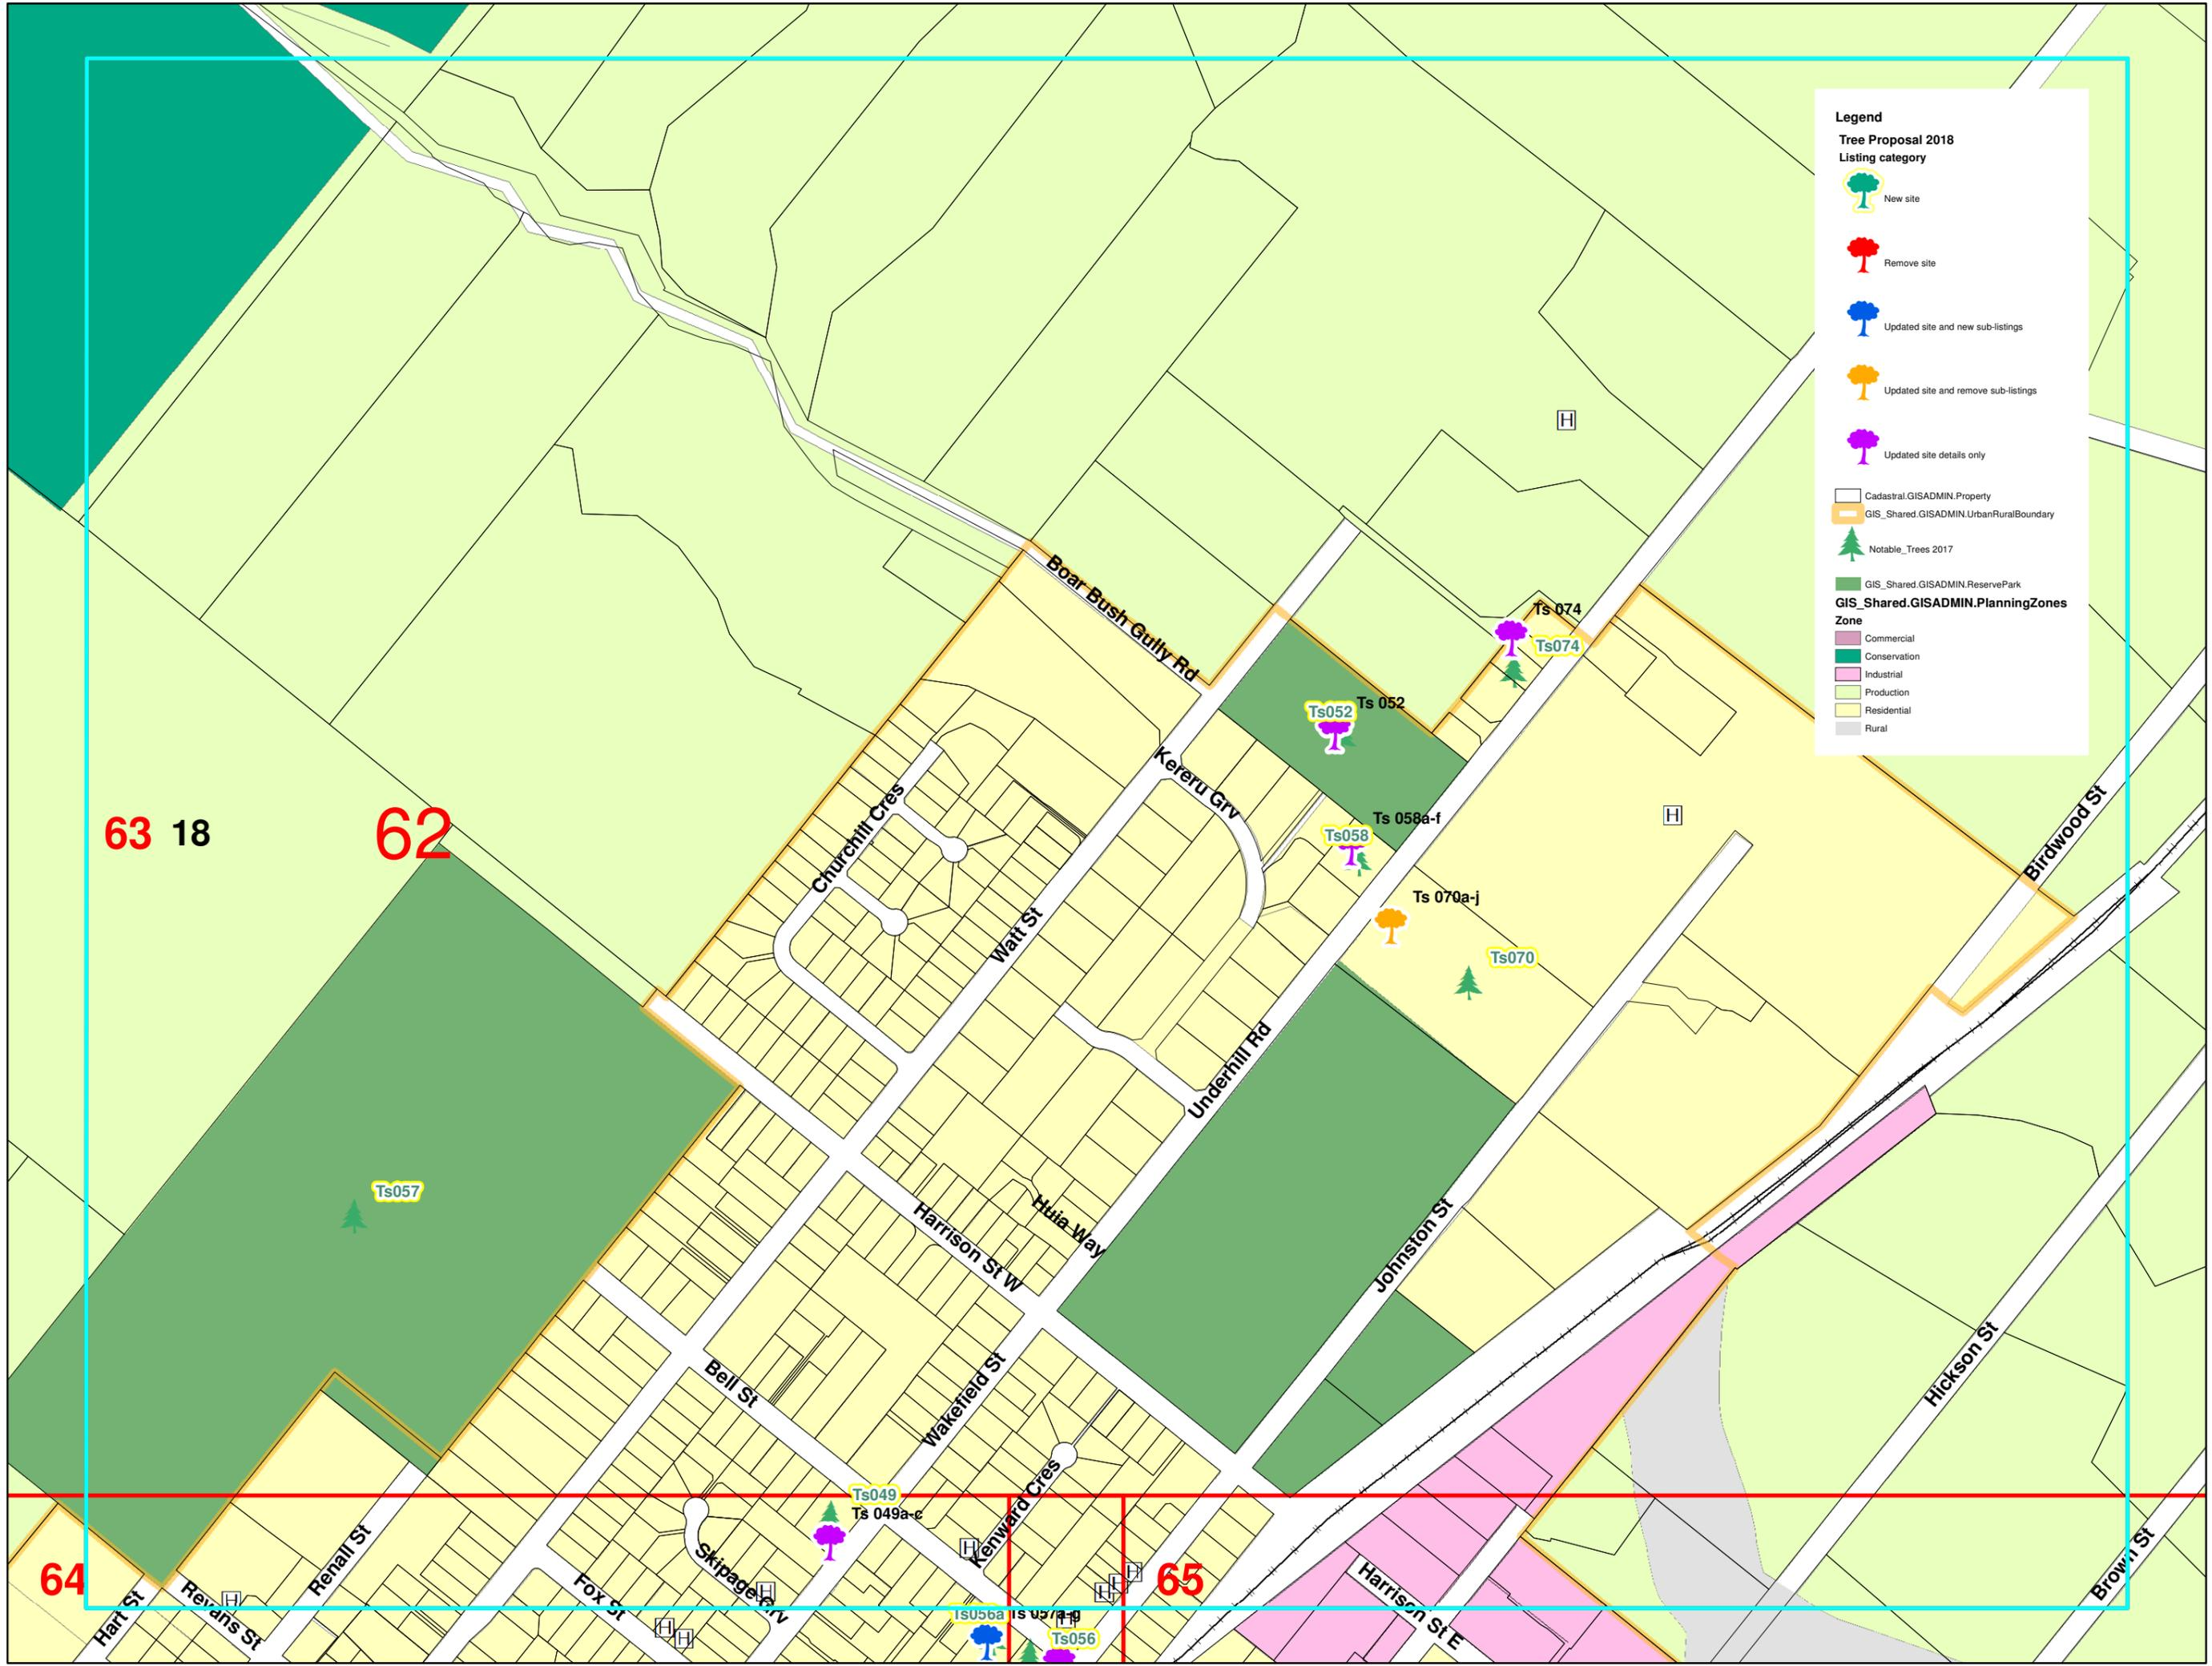 Legend
Tree Proposal 2018
Listing category
New site
Remove site
Updated site and new sub-listings
Updated site and remove sub-listings
Updated site details only
Cadastral.GISADMIN.Property
GIS_Shared.GISADMIN.UrbanRuralBoundary
Notable_Trees 2017
GIS_Shared.GISADMIN.ReservePark
GIS_Shared.GISADMIN.PlanningZones
Zone
Commercial
Conservation
Industrial
Production
Residential
Rural
H
Boar Bush Gully Rd
Ts 074
Ts074
Ts052
Ts 052
Kereru Grv
Churchill Cres
Ts 058a-f
Ts058
H
Birdwood St
63
18
62
Watt St
Ts 070a-j
Ts070
Underhill Rd
Ts057
Harrison St W
Huia Way
Johnston St
Hickson St
Bell St
Wakefield St
Ts049
Ts 049a-c
Kenward Cres
H
H
H
H
65
64
Renall St
Skipage Grv
H
Brown St
Hart St
Revans St
H
Fox St
H
H
Ts056a
Ts 057a-g
H
Ts056
Harrison St E